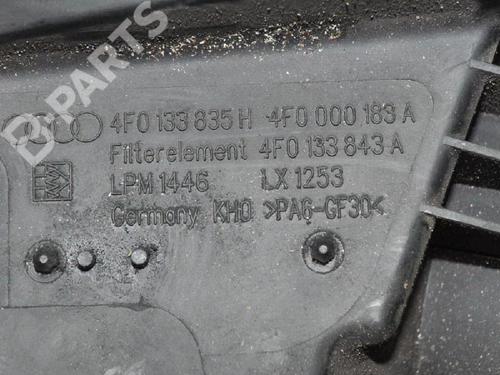 B-PARTS
4F0 133 835 H 4F0 000 183 A
Filterelement 4F0 133 843 A
LPM 1446 LX 1253
Germany KH0 >PA6-GF30<